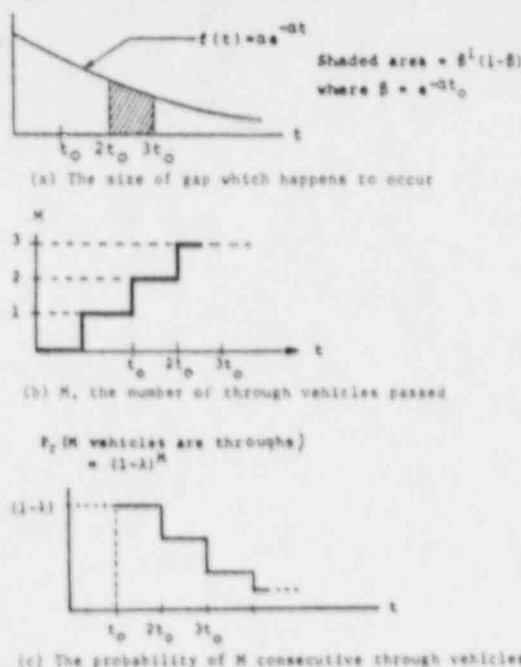 f(t) = αe^-αt
Shaded area = β^i(1-β)
where β = e^-αt₀
t₀ 2t₀ 3t₀ t
(a) The size of gap which happens to occur
M
3
2
1
t₀ 2t₀ 3t₀ t
(b) M, the number of through vehicles passed
Pr(M vehicles are throughs)
= (1-λ)^M
(1-λ)
t₀ 2t₀ 3t₀ t
(c) The probability of M consecutive through vehicles